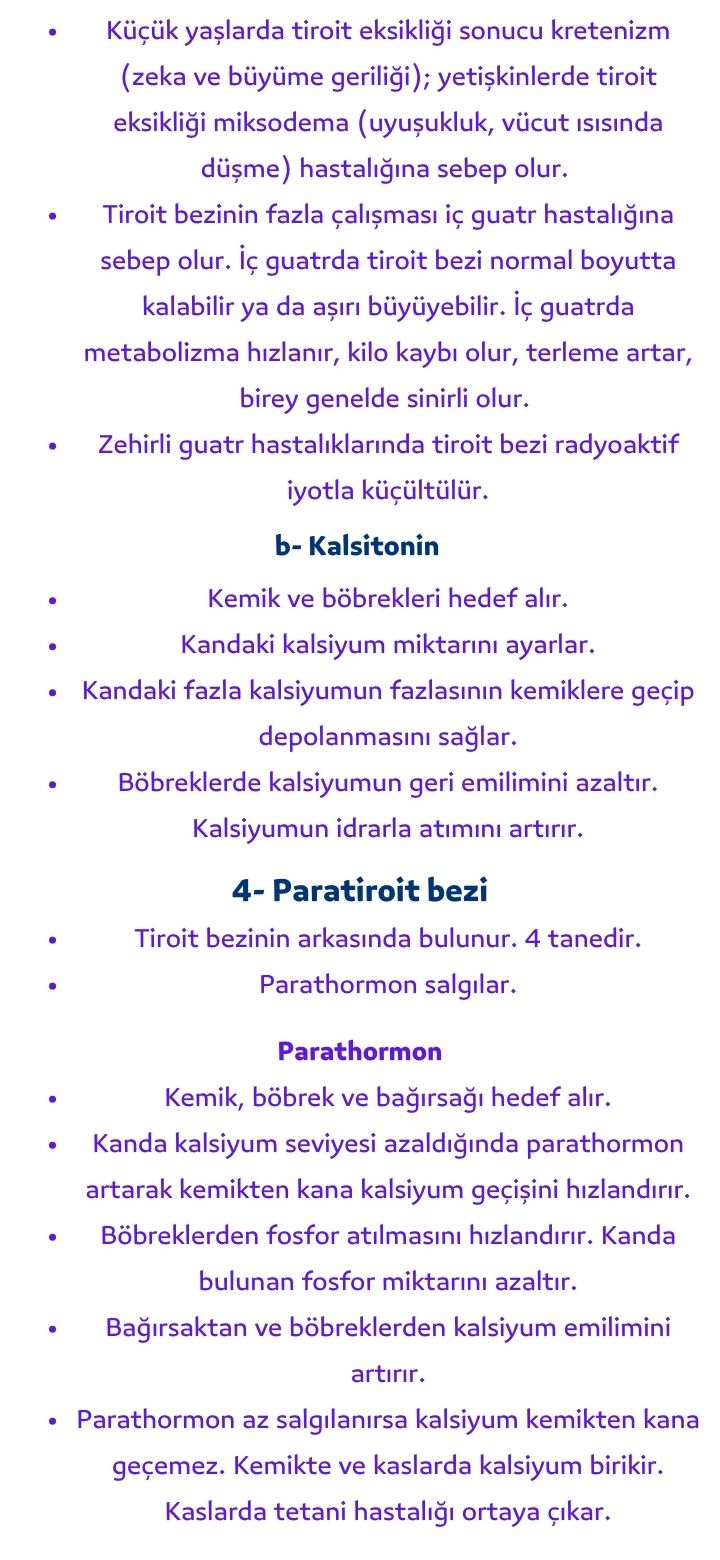 • Küçük yaşlarda tiroit eksikliği sonucu kretenizm
(zeka ve büyüme geriliği); yetişkinlerde tiroit
eksikliği miksodema (uyuşukluk, vücut ısısında
düşme) hastalığına sebep olur.
• Tiroit bezinin fazla çalışması iç guatr hastalığına
sebep olur. İç guatrda tiroit bezi normal boyutta
kalabilir ya da aşırı büyüyebilir. İç guatrda
metabolizma hızlanır, kilo kaybı olur, terleme artar,
birey genelde sinirli olur.
• Zehirli guatr hastalıklarında tiroit bezi radyoaktif
iyotla küçültülür.
b- Kalsitonin
• Kemik ve böbrekleri hedef alır.
• Kandaki kalsiyum miktarını ayarlar.
• Kandaki fazla kalsiyumun fazlasının kemiklere geçip
depolanmasını sağlar.
• Böbreklerde kalsiyumun geri emilimini azaltır.
Kalsiyumun idrarla atımını artırır.
4- Paratiroit bezi
• Tiroit bezinin arkasında bulunur. 4 tanedir.
• Parathormon salgılar.
Parathormon
• Kemik, böbrek ve bağırsağı hedef alır.
• Kanda kalsiyum seviyesi azaldığında parathormon
artarak kemikten kana kalsiyum geçişini hızlandırır.
• Böbreklerden fosfor atılmasını hızlandırır. Kanda
bulunan fosfor miktarını azaltır.
• Bağırsaktan ve böbreklerden kalsiyum emilimini
artırır.
• Parathormon az salgılanırsa kalsiyum kemikten kana
geçemez. Kemikte ve kaslarda kalsiyum birikir.
Kaslarda tetani hastalığı ortaya çıkar.